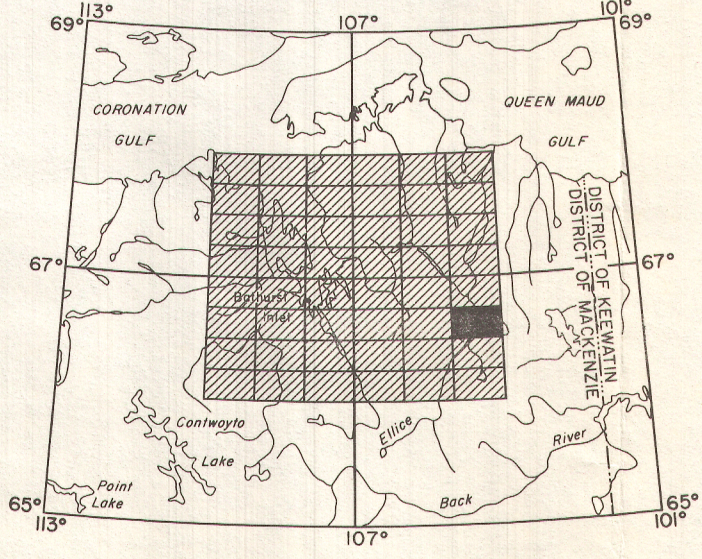 113°
107°
101°
69°
69°
CORONATION
GULF
QUEEN MAUD
GULF
DISTRICT OF KEEWATIN
DISTRICT OF MACKENZIE
67°
67°
Bathurst
Inlet
Contwoyto
Lake
Ellice
River
Back
Point
Lake
65°
65°
113°
107°
101°